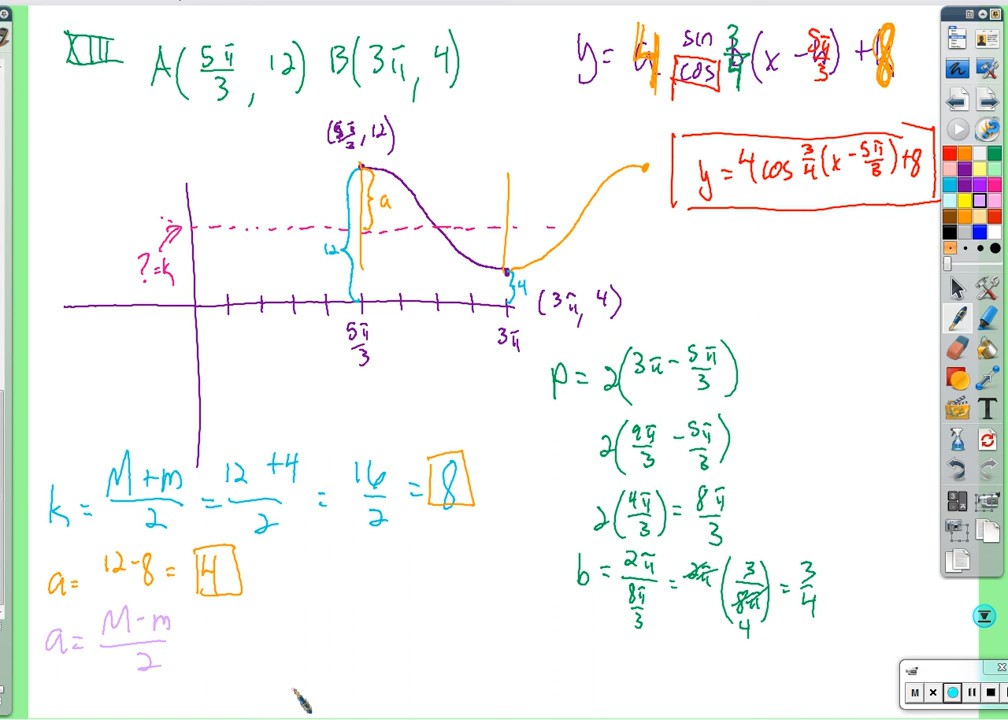 XIII A(5π/3, 12) B(3π, 4)
y = 4 sin 3/4 (x - 5π/3) + 8
cos
y = 4 cos 3/4 (x - 5π/3) + 8
(5π/3, 12)
a
12
? = k
4
(3π, 4)
5π/3
3π
P = 2(3π - 5π/3)
2(9π/3 - 5π/3)
2(4π/3) = 8π/3
k = M+m/2 = 12+4/2 = 16/2 = 8
a = 12-8 = 4
b = 2π/(8π/3) = 2π (3/8π) = 3/4
4
a = M-m/2
T
M